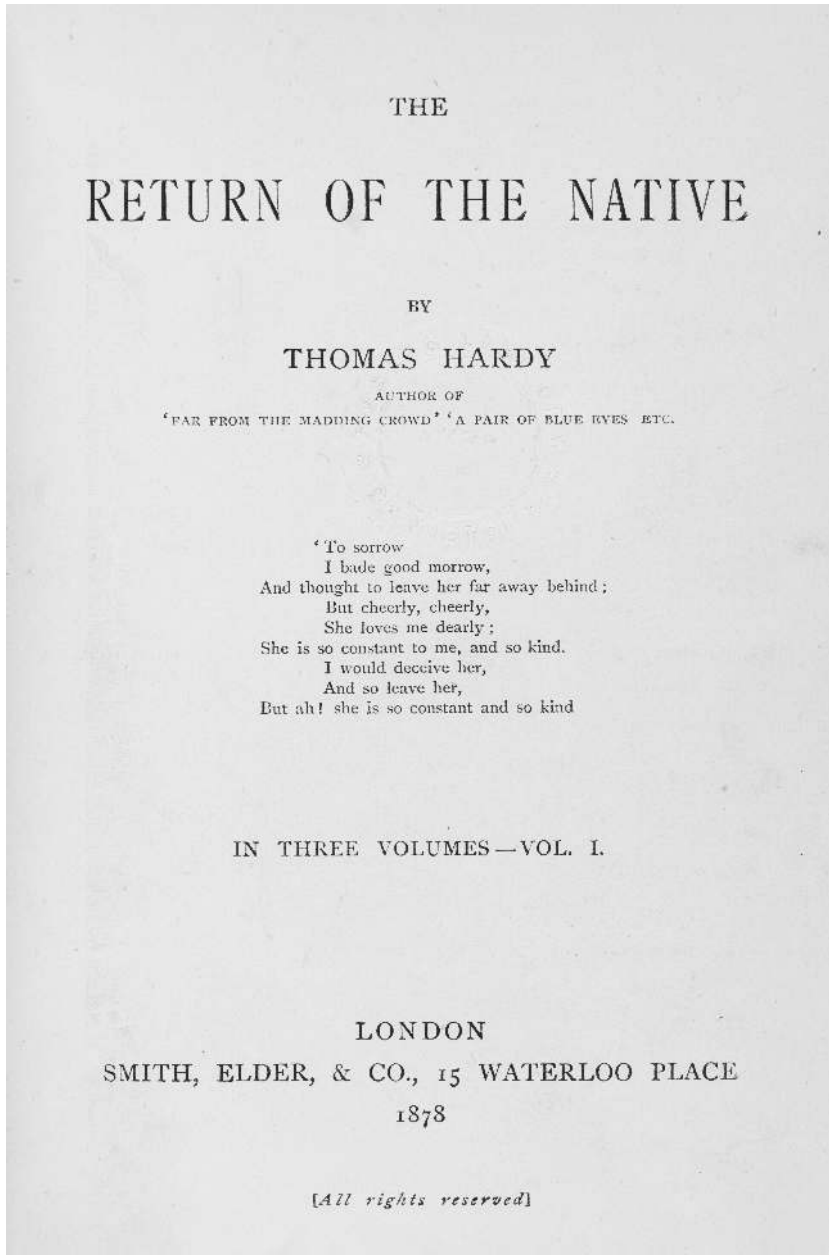 THE
RETURN OF THE NATIVE
BY
THOMAS HARDY
AUTHOR OF
‘FAR FROM THE MADDING CROWD’ ‘A PAIR OF BLUE EYES ETC.
‘To sorrow
I bade good morrow,
And thought to leave her far away behind;
But cheerly, cheerly,
She loves me dearly;
She is so constant to me, and so kind.
I would deceive her,
And so leave her,
But ah! she is so constant and so kind
IN THREE VOLUMES—VOL. I.
LONDON
SMITH, ELDER, & CO., 15 WATERLOO PLACE
1878
[All rights reserved]